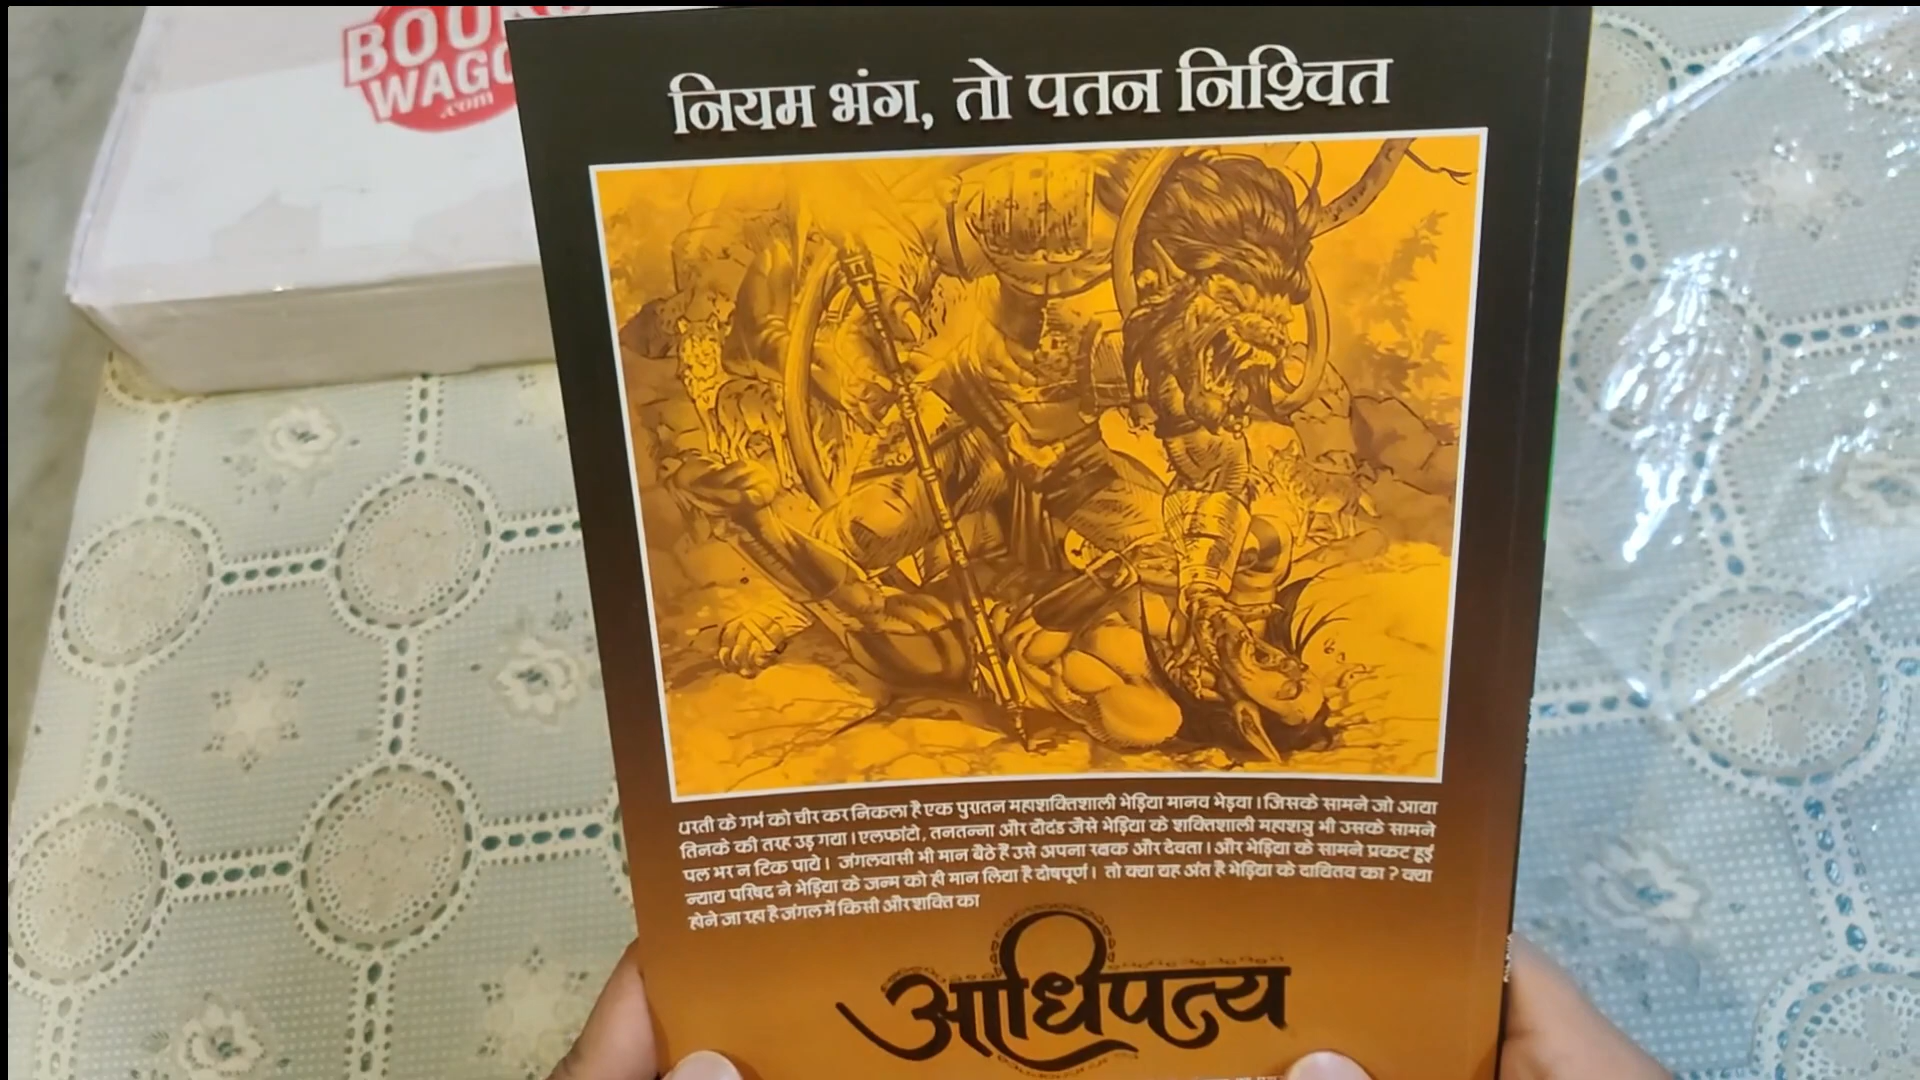 BOOK
WAGO
.com
नियम भंग, तो पतन निश्चित
धरती के गर्भ को चीर कर निकला है एक पुरातन महाशक्तिशाली भेड़िया मानव भेड़वा। जिसके सामने जो आया
तिनके की तरह उड़ गया। एलफांटो, तनतन्ना और दौदंड जैसे भेड़िया के शक्तिशाली महाशत्रु भी उसके सामने
पल भर न टिक पाये। जंगलवासी भी मान बैठे हैं उसे अपना रक्षक और देवता। और भेड़िया के सामने प्रकट हुई
न्याय परिषद ने भेड़िया के जन्म को ही मान लिया है दोषपूर्ण। तो क्या यह अंत है भेड़िया के दायित्व का? क्या
होने जा रहा है जंगल में किसी और शक्ति का
आधिपत्य